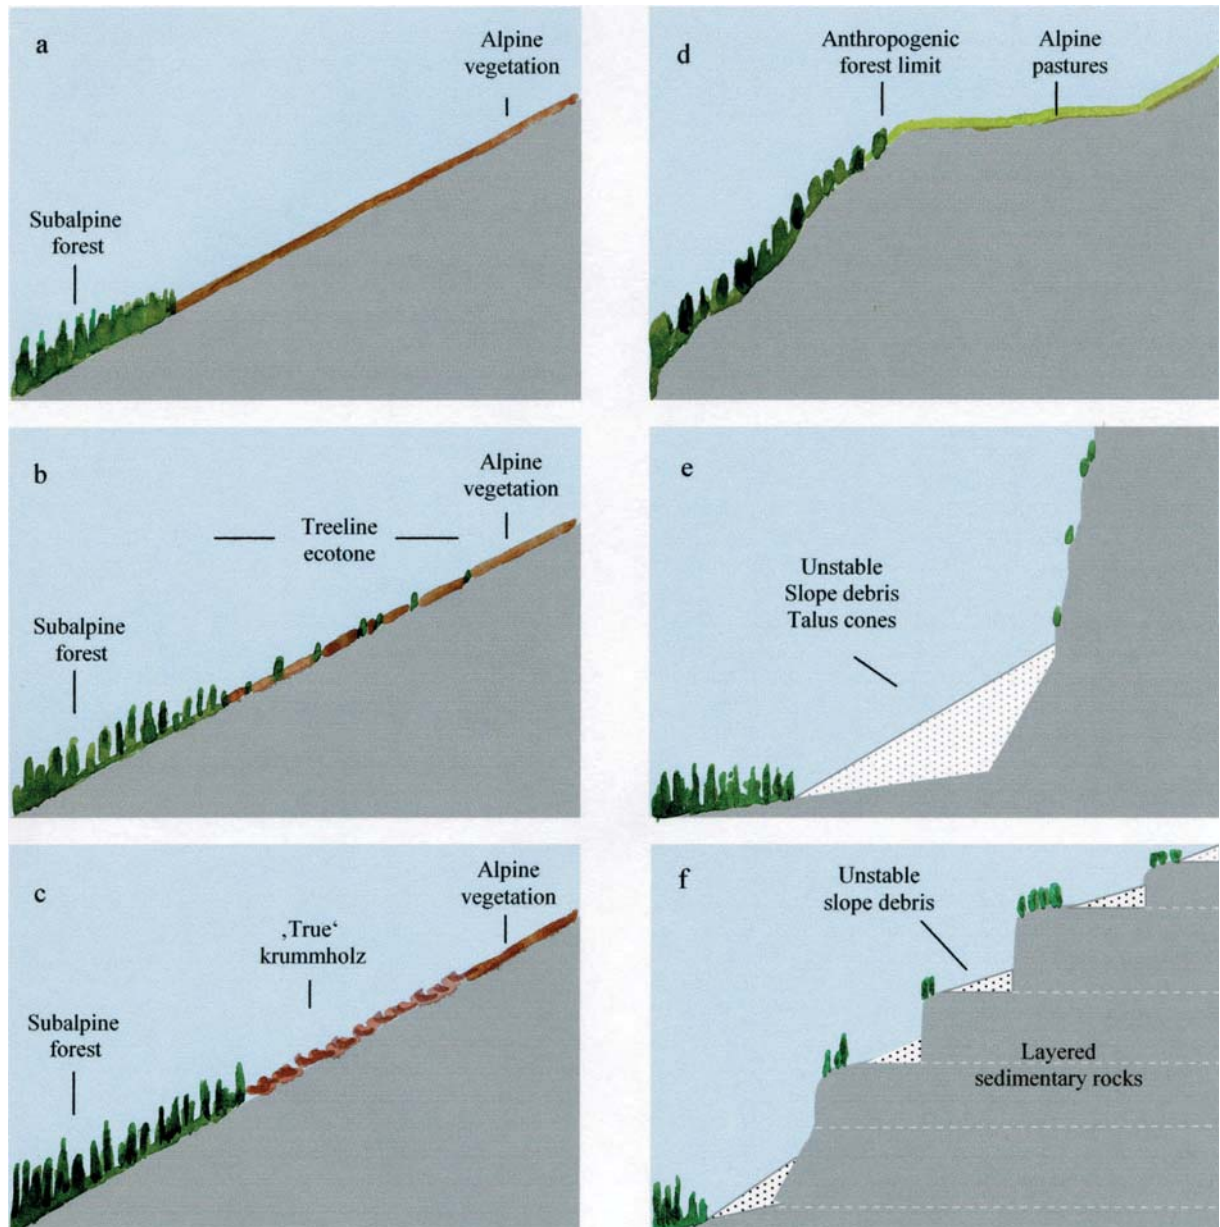 a
Alpine
vegetation
Subalpine
forest
b
Alpine
vegetation
Treeline
ecotone
Subalpine
forest
c
Alpine
vegetation
‚True‘
krummholz
Subalpine
forest
d
Anthropogenic
forest limit
Alpine
pastures
e
Unstable
Slope debris
Talus cones
f
Unstable
slope debris
Layered
sedimentary rocks